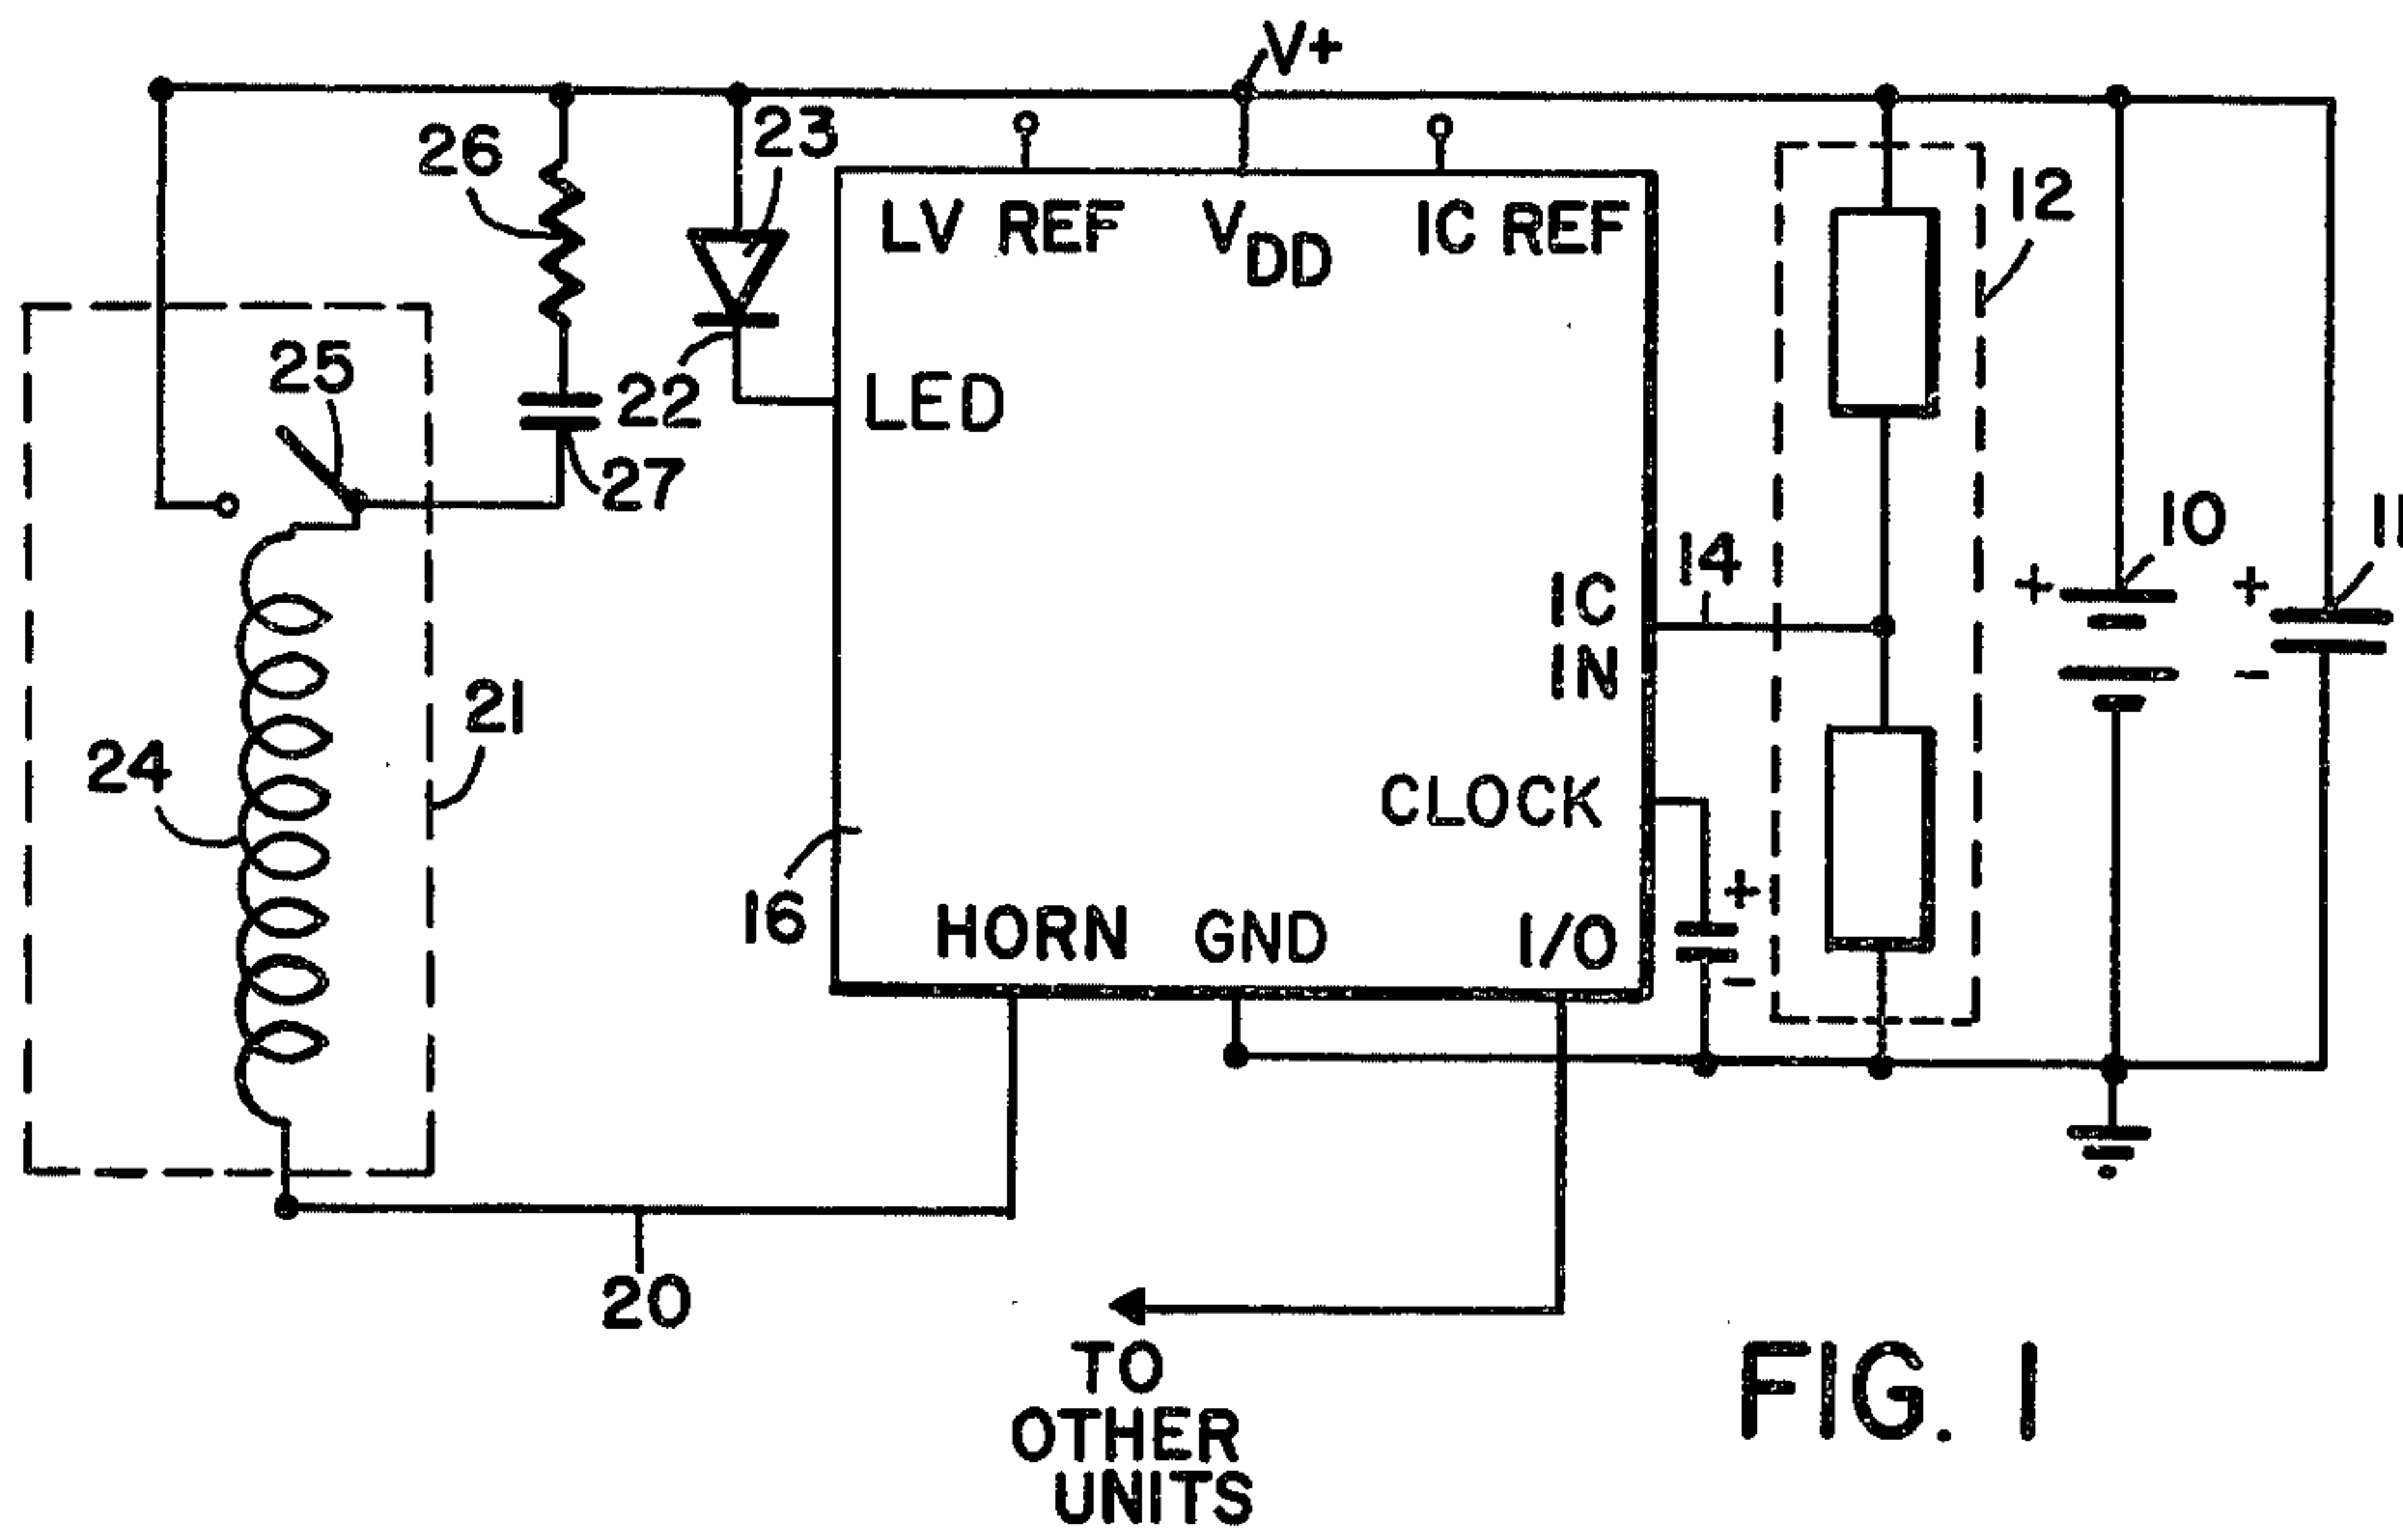 V+
26
23
LV REF
VDD
IC REF
12
25
22
LED
27
14
+
10
+
11
IC
IN
-
21
24
CLOCK
+
16
HORN
GND
I/O
-
20
TO
OTHER
UNITS
FIG. 1